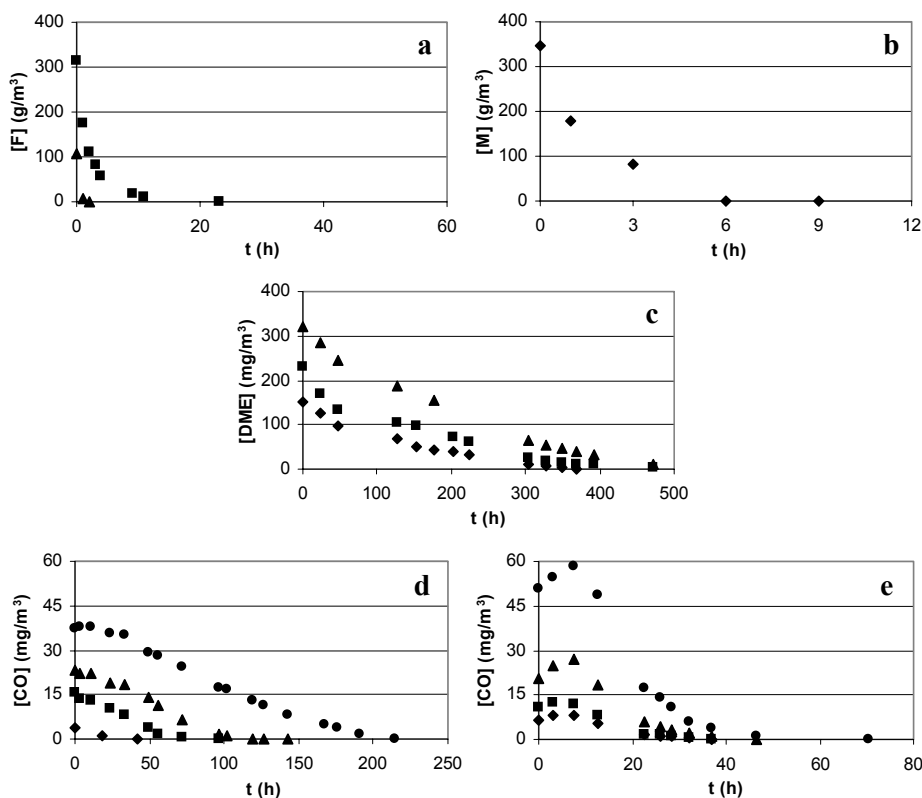 a
[F] (g/m³)
400
300
200
100
0
0 20 40 60
t (h)
b
[M] (g/m³)
400
300
200
100
0
0 3 6 9 12
t (h)
c
[DME] (mg/m³)
400
300
200
100
0
0 100 200 300 400 500
t (h)
d
[CO] (mg/m³)
60
45
30
15
0
0 50 100 150 200 250
t (h)
e
[CO] (mg/m³)
60
45
30
15
0
0 20 40 60 80
t (h)